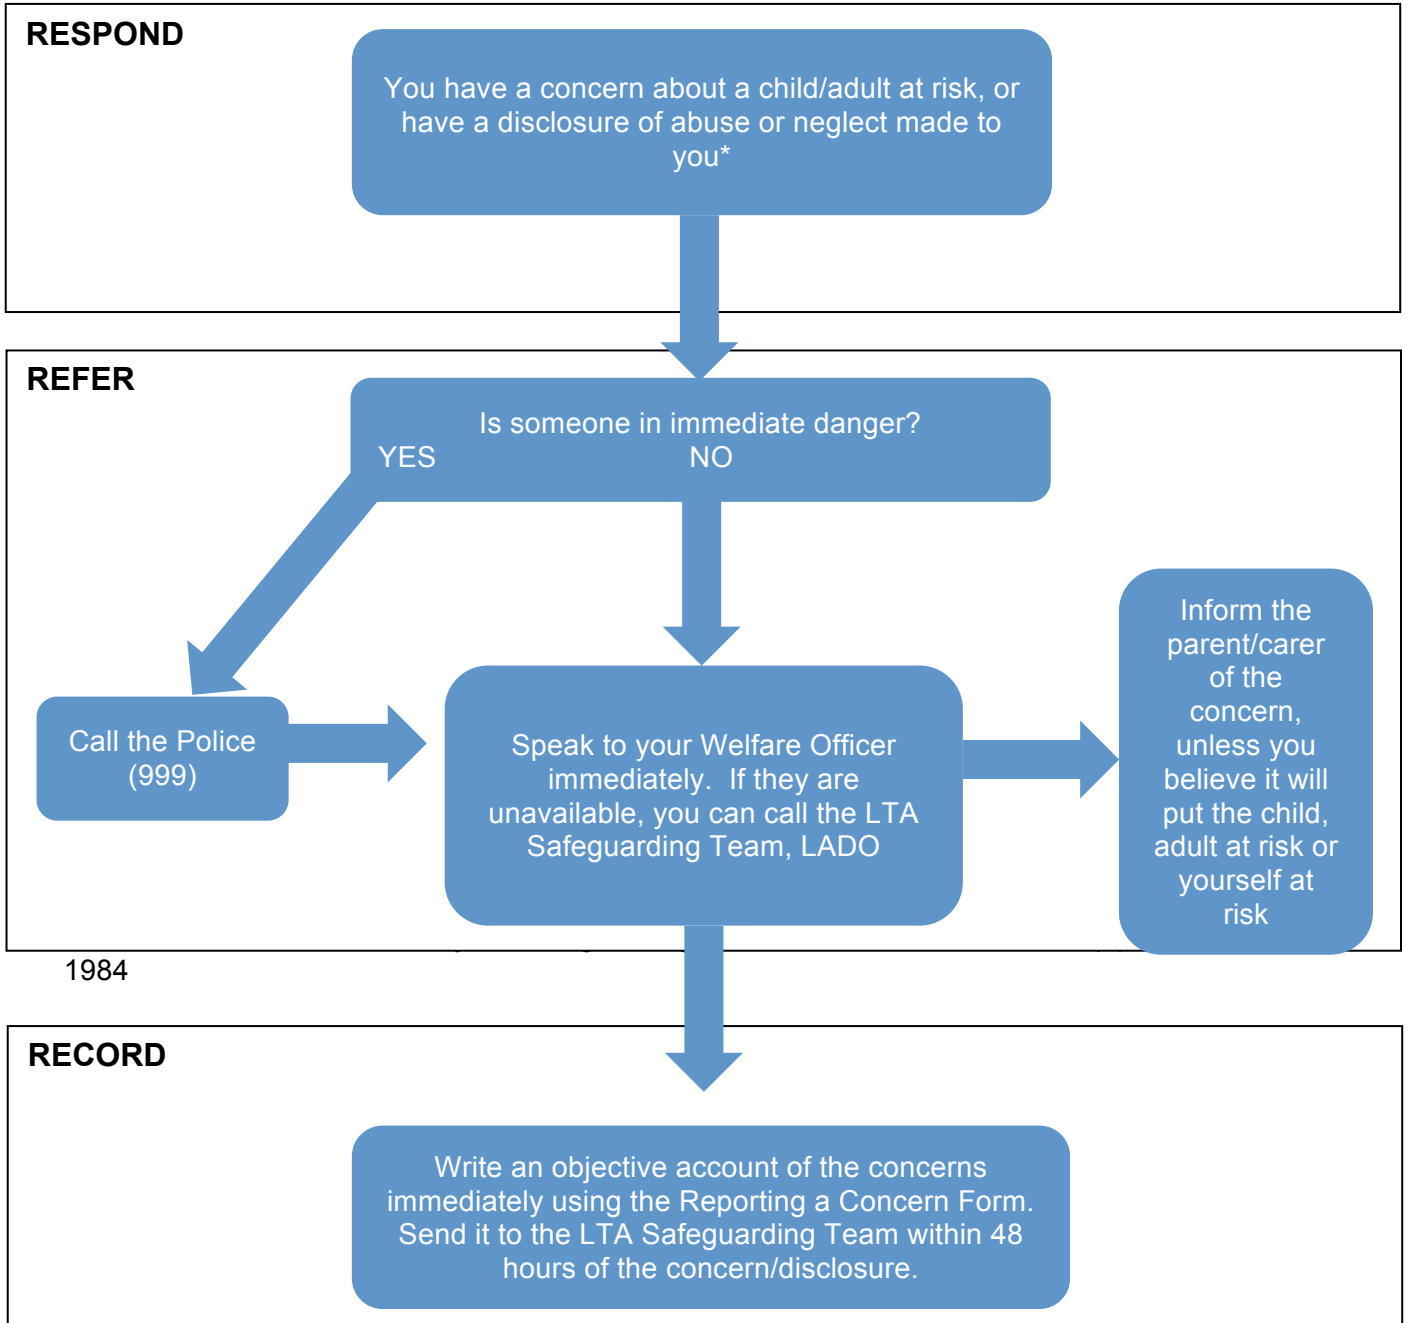 RESPOND
You have a concern about a child/adult at risk, or
have a disclosure of abuse or neglect made to
you*
REFER
Is someone in immediate danger?
YES NO
Call the Police
(999)
Speak to your Welfare Officer
immediately.  If they are
unavailable, you can call the LTA
Safeguarding Team, LADO
Inform the
parent/carer
of the
concern,
unless you
believe it will
put the child,
adult at risk or
yourself at
risk
1984
RECORD
Write an objective account of the concerns
immediately using the Reporting a Concern Form.
Send it to the LTA Safeguarding Team within 48
hours of the concern/disclosure.